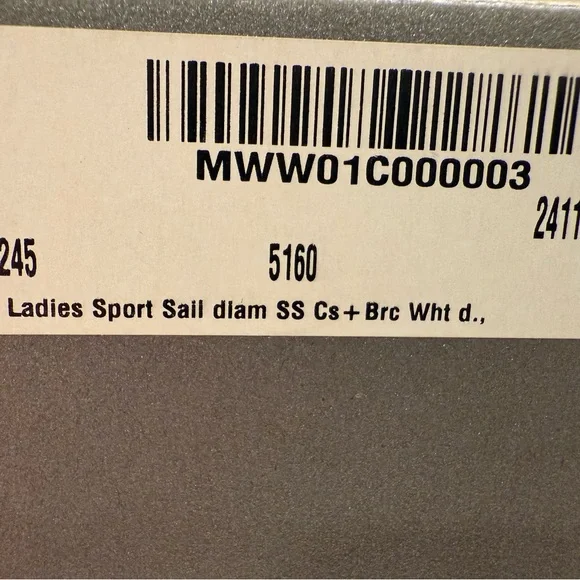 MWW01C000003
2411
245 5160
Ladies Sport Sail diam SS Cs+Brc Wht d.,